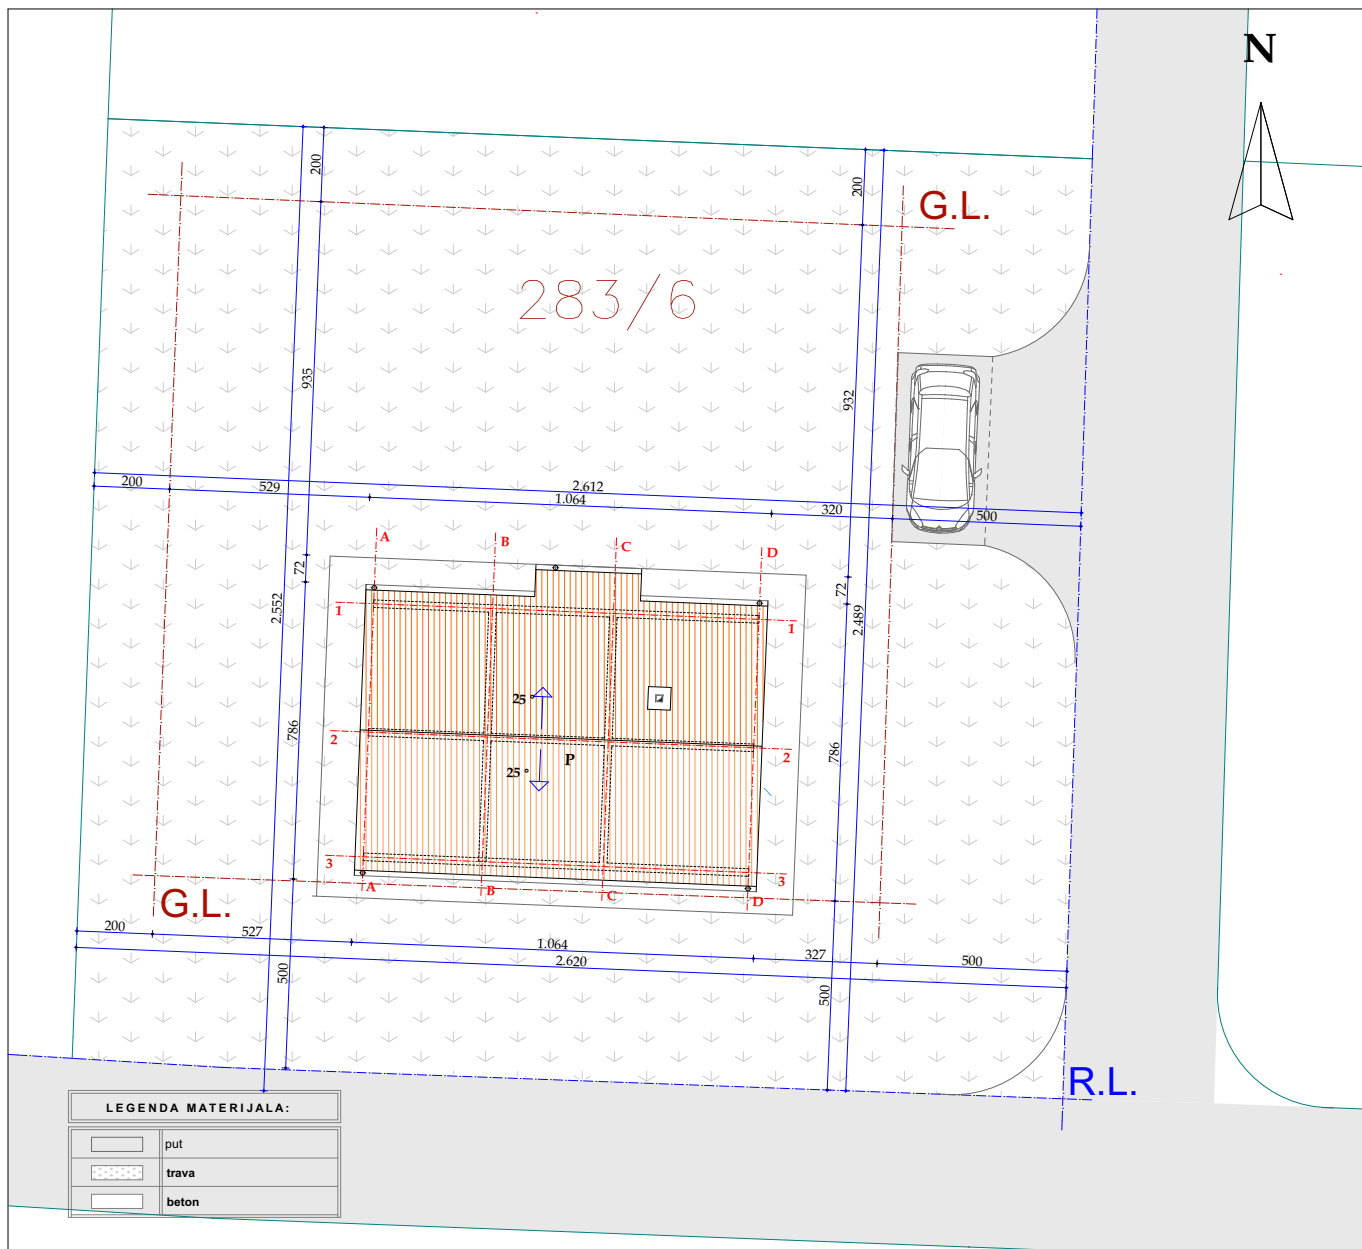 N
200
200
G.L.
283/6
935
932
200
529
2.612
1.064
320
500
A
B
C
D
72
72
2.552
2.489
1
1
25 °
786
786
2
2
P
25 °
3
3
A
B
C
D
G.L.
200
527
1.064
327
500
2.620
500
500
R.L.
LEGENDA MATERIJALA:
put
trava
beton